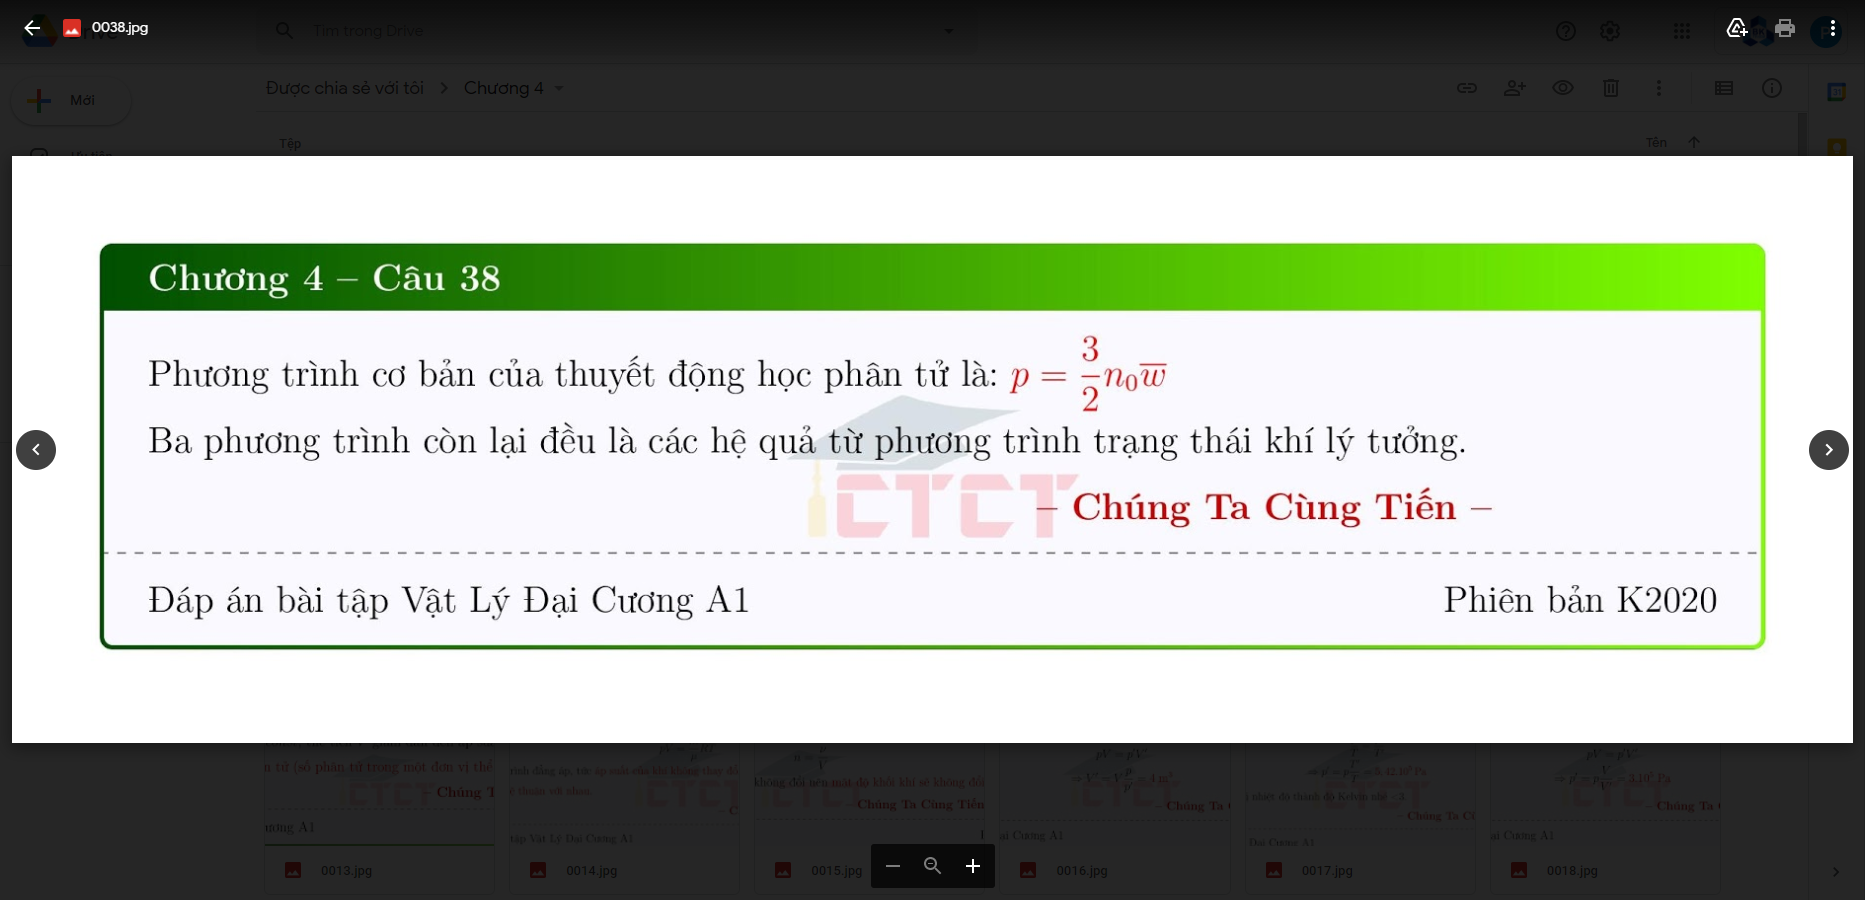 0038.jpg
Tìm trong Drive
Mới
Được chia sẻ với tôi > Chương 4
Tệp
Tên
Chương 4 – Câu 38
Phương trình cơ bản của thuyết động học phân tử là: p = 3/2 n₀w̅
Ba phương trình còn lại đều là các hệ quả từ phương trình trạng thái khí lý tưởng.
CTCT
– Chúng Ta Cùng Tiến –
Đáp án bài tập Vật Lý Đại Cương A1
Phiên bản K2020
0013.jpg
0014.jpg
0015.jpg
0016.jpg
0017.jpg
0018.jpg